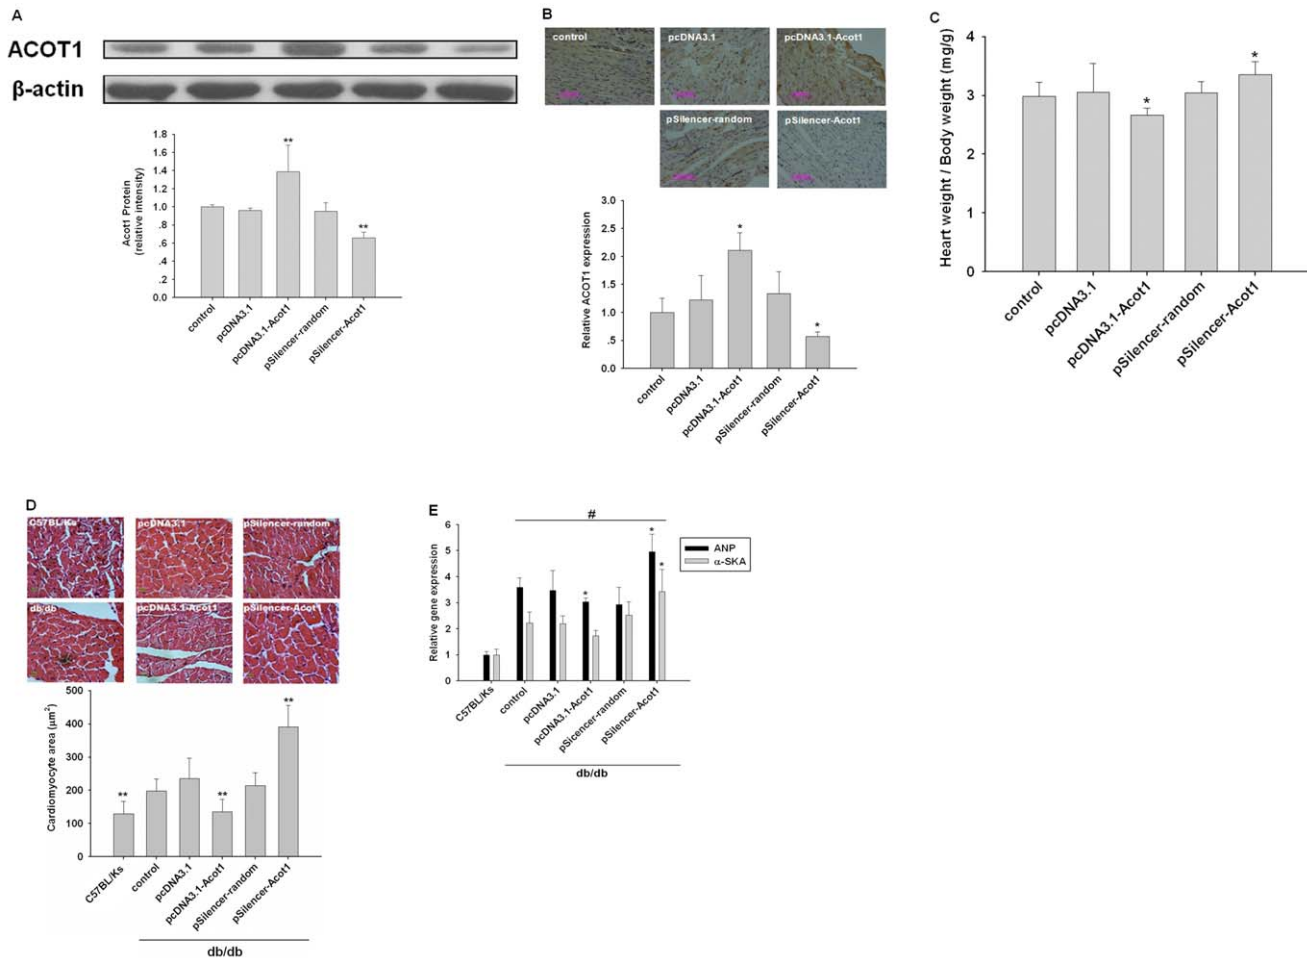 A
ACOT1
β-actin
Acot1 Protein
(relative intensity)
1.8
1.6
1.4
1.2
1.0
.8
.6
.4
.2
0.0
**
**
control
pcDNA3.1
pcDNA3.1-Acot1
pSilencer-random
pSilencer-Acot1
B
control
pcDNA3.1
pcDNA3.1-Acot1
pSilencer-random
pSilencer-Acot1
Relative ACOT1 expression
3.0
2.5
2.0
1.5
1.0
.5
0.0
*
*
control
pcDNA3.1
pcDNA3.1-Acot1
pSilencer-random
pSilencer-Acot1
C
Heart weight / Body weight (mg/g)
4
3
2
1
0
*
*
control
pcDNA3.1
pcDNA3.1-Acot1
pSilencer-random
pSilencer-Acot1
D
C57BL/Ks
pcDNA3.1
pSilencer-random
db/db
pcDNA3.1-Acot1
pSilencer-Acot1
Cardiomyocyte area (μm²)
500
400
300
200
100
0
**
**
**
C57BL/Ks
control
pcDNA3.1
pcDNA3.1-Acot1
pSilencer-random
pSilencer-Acot1
db/db
E
#
Relative gene expression
6
5
4
3
2
1
0
*
*
*
ANP
α-SKA
C57BL/Ks
control
pcDNA3.1
pcDNA3.1-Acot1
pSicencer-random
pSilencer-Acot1
db/db